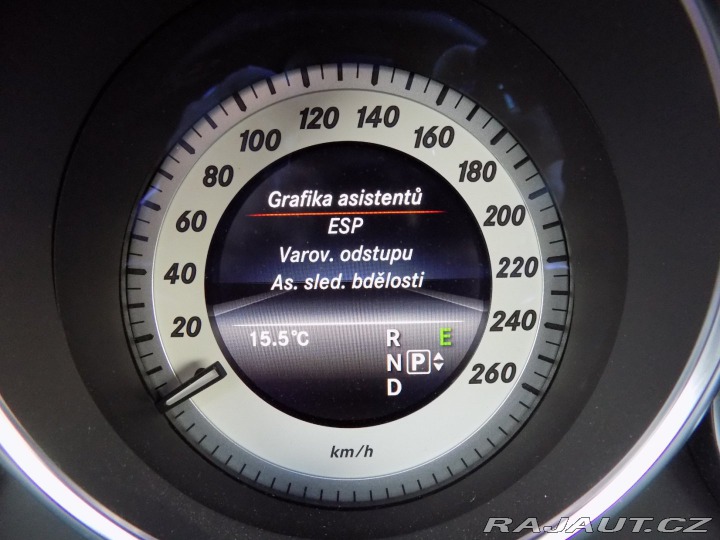 20
40
60
80
100
120
140
160
180
200
220
240
260
Grafika asistentů
ESP
Varov. odstupu
As. sled. bdělosti
15.5°C
R
E
N
P
D
km/h
RAJAUT.CZ